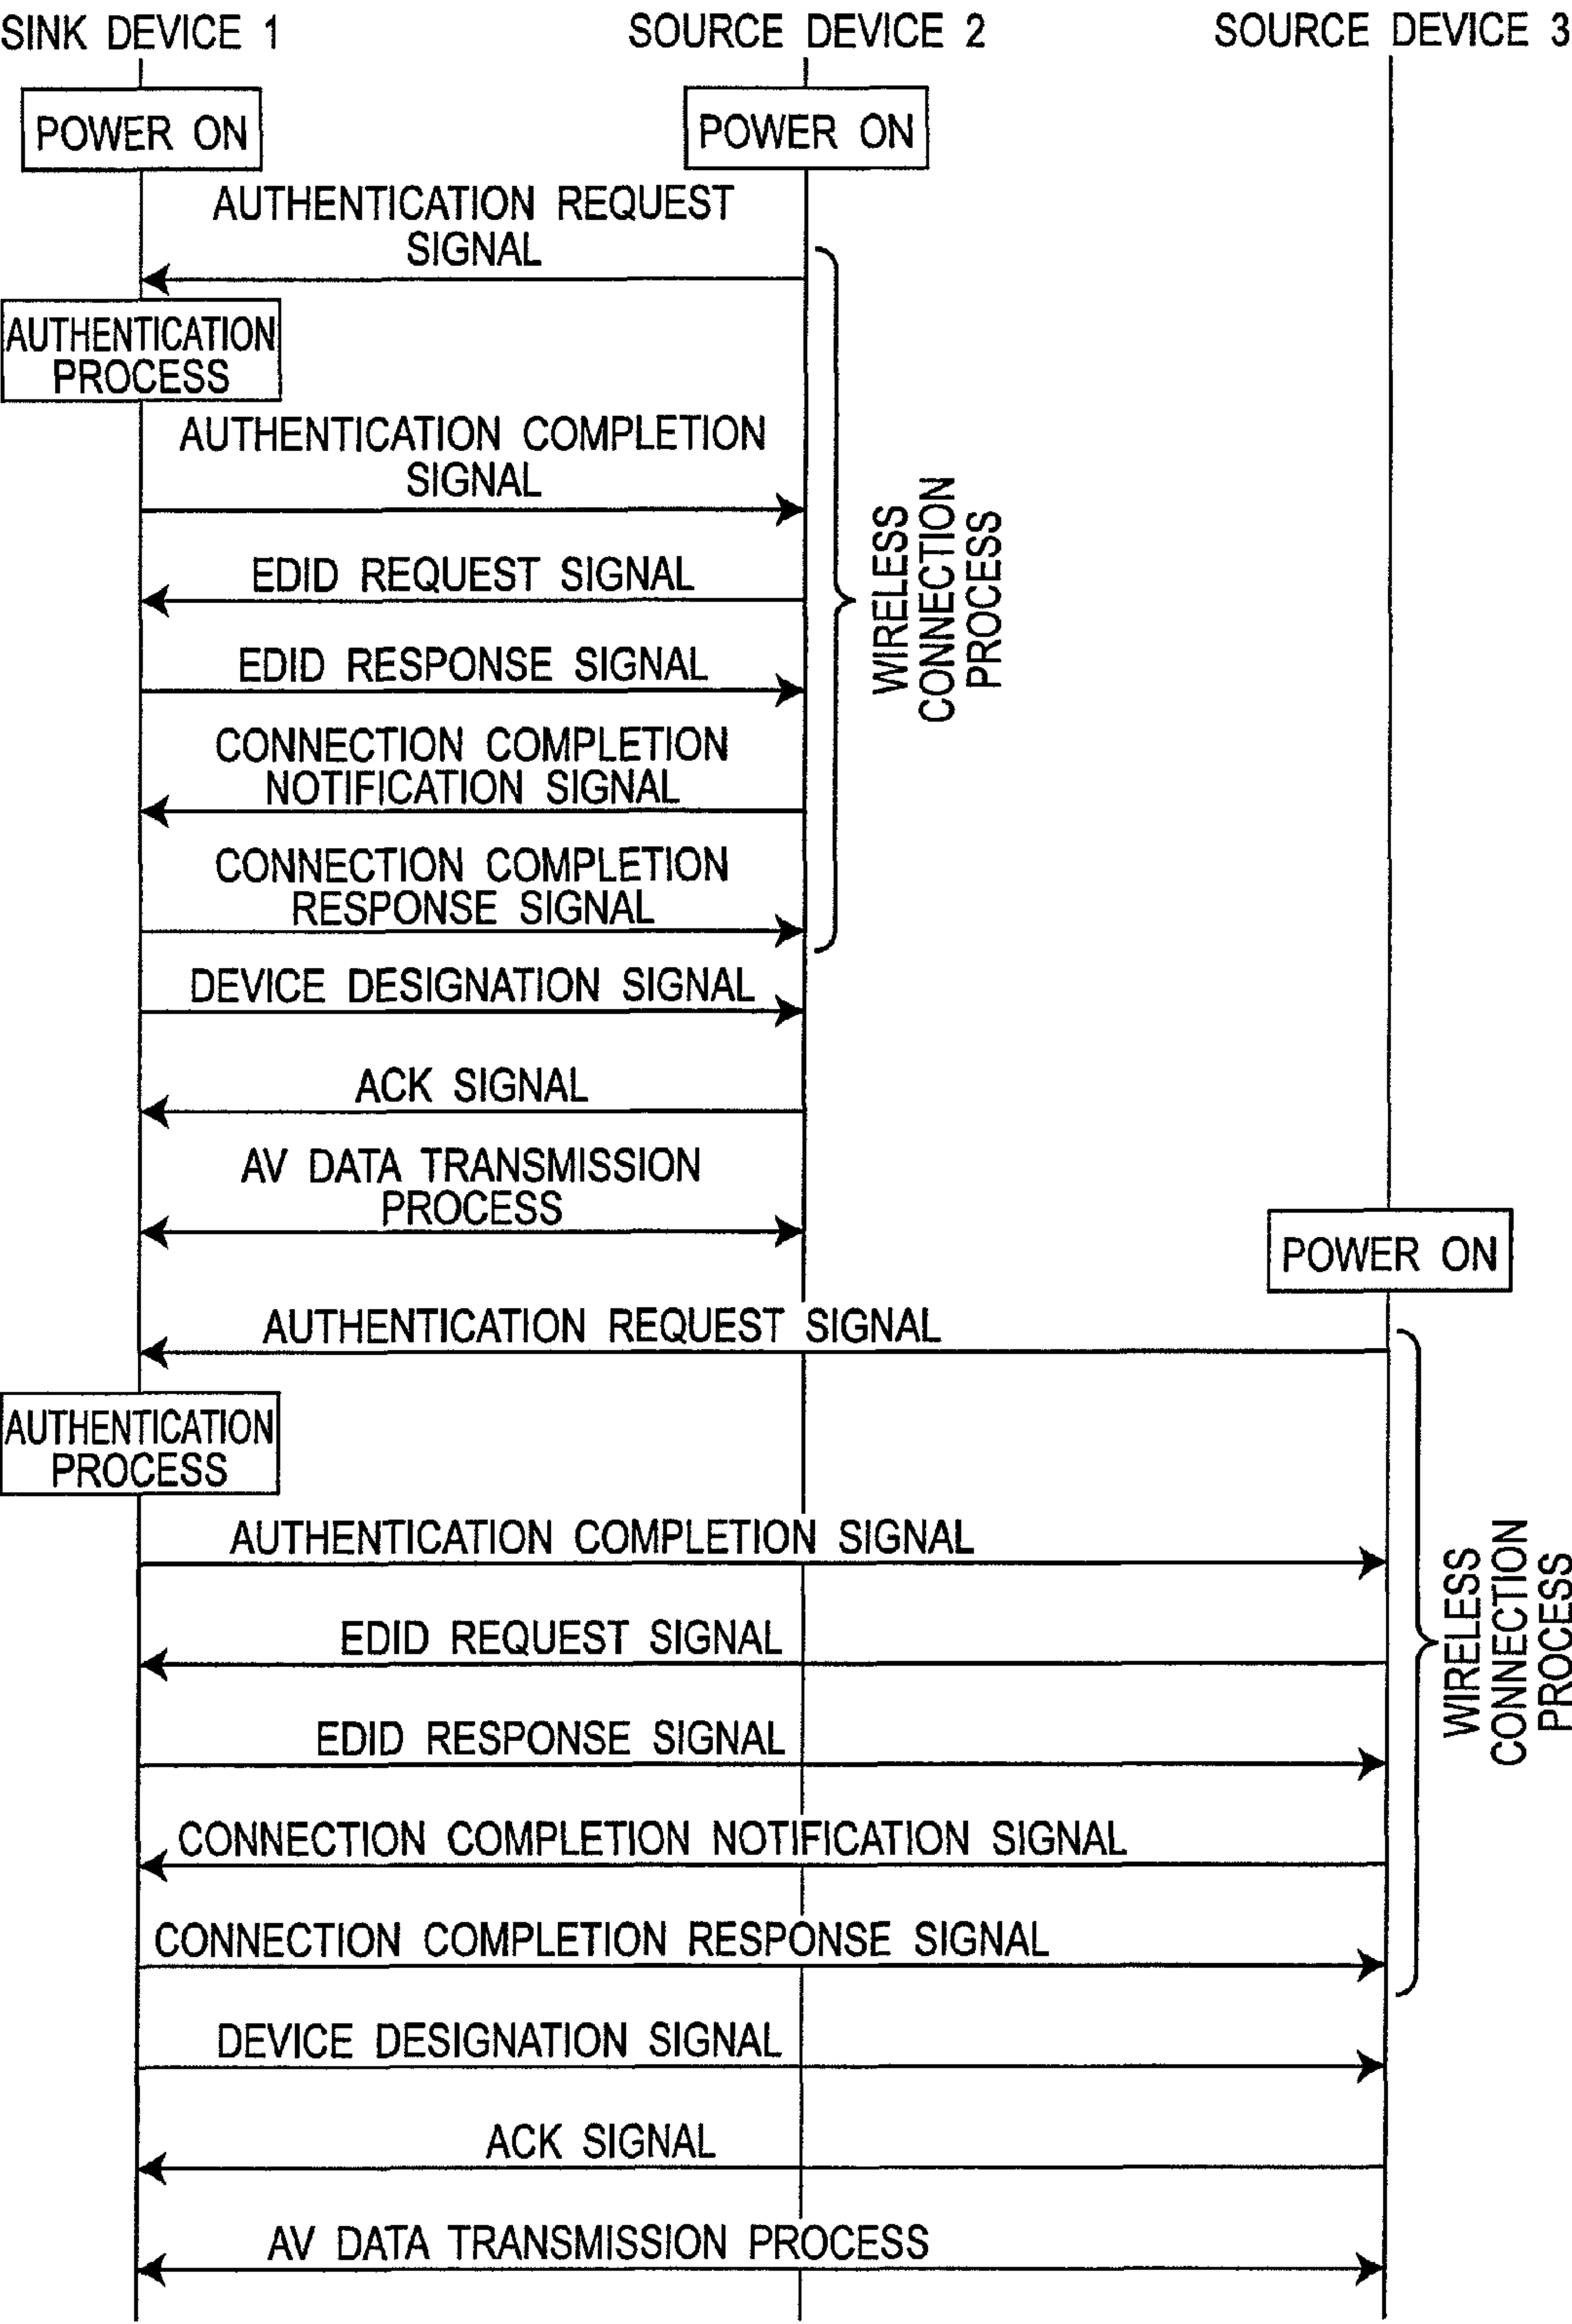 SINK DEVICE 1
SOURCE DEVICE 2
SOURCE DEVICE 3
POWER ON
POWER ON
AUTHENTICATION REQUEST
SIGNAL
AUTHENTICATION
PROCESS
AUTHENTICATION COMPLETION
SIGNAL
EDID REQUEST SIGNAL
EDID RESPONSE SIGNAL
CONNECTION COMPLETION
NOTIFICATION SIGNAL
CONNECTION COMPLETION
RESPONSE SIGNAL
WIRELESS
CONNECTION
PROCESS
DEVICE DESIGNATION SIGNAL
ACK SIGNAL
AV DATA TRANSMISSION
PROCESS
POWER ON
AUTHENTICATION REQUEST SIGNAL
AUTHENTICATION
PROCESS
AUTHENTICATION COMPLETION SIGNAL
EDID REQUEST SIGNAL
EDID RESPONSE SIGNAL
CONNECTION COMPLETION NOTIFICATION SIGNAL
CONNECTION COMPLETION RESPONSE SIGNAL
WIRELESS
CONNECTION
PROCESS
DEVICE DESIGNATION SIGNAL
ACK SIGNAL
AV DATA TRANSMISSION PROCESS